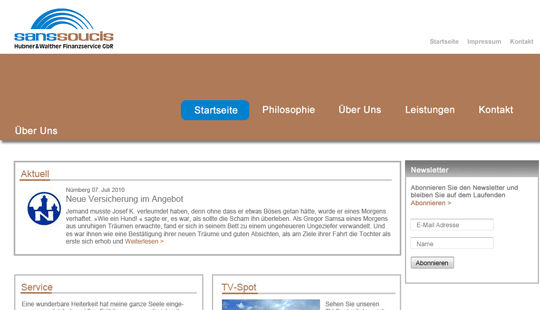 sanssoucis
Hubner & Walther Finanzservice GbR
Startseite Impressum Kontakt
Startseite Philosophie Über Uns Leistungen Kontakt
Über Uns
Aktuell
Nürnberg 07. Juli 2010
Neue Versicherung im Angebot
Jemand musste Josef K. verleumdet haben, denn ohne dass er etwas Böses getan hätte, wurde er eines Morgens
verhaftet. »Wie ein Hund! « sagte er, es war, als sollte die Scham ihn überleben. Als Gregor Samsa eines Morgens
aus unruhigen Träumen erwachte, fand er sich in seinem Bett zu einem ungeheueren Ungeziefer verwandelt. Und
es war ihnen wie eine Bestätigung ihrer neuen Träume und guten Absichten, als am Ziele ihrer Fahrt die Tochter als
erste sich erhob und Weiterlesen >
Newsletter
Abonnieren Sie den Newsletter und
bleiben Sie auf dem Laufenden
Abonnieren >
E-Mail Adresse
Name
Abonnieren
Service
Eine wunderbare Heiterkeit hat meine ganze Seele einge-
TV-Spot
Sehen Sie unseren